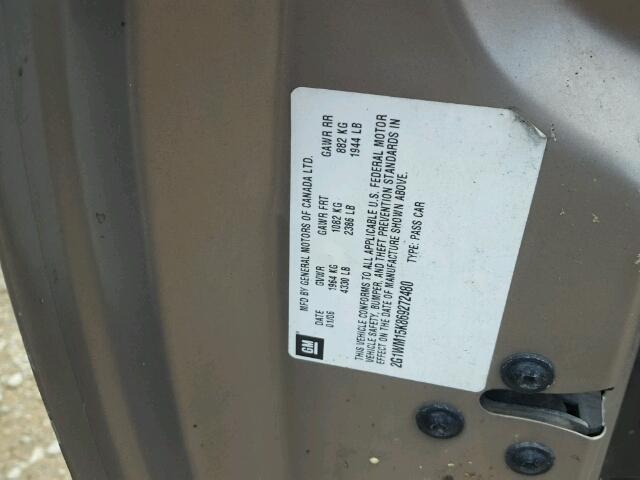 GM
MFD BY GENERAL MOTORS OF CANADA LTD.
DATE GVWR GAWR FRT GAWR RR
01/06 1964 KG 1082 KG 882 KG
4330 LB 2386 LB 1944 LB
THIS VEHICLE CONFORMS TO ALL APPLICABLE U.S. FEDERAL MOTOR
VEHICLE SAFETY, BUMPER, AND THEFT PREVENTION STANDARDS IN
EFFECT ON THE DATE OF MANUFACTURE SHOWN ABOVE.
2G1WM15K869272480 TYPE: PASS CAR